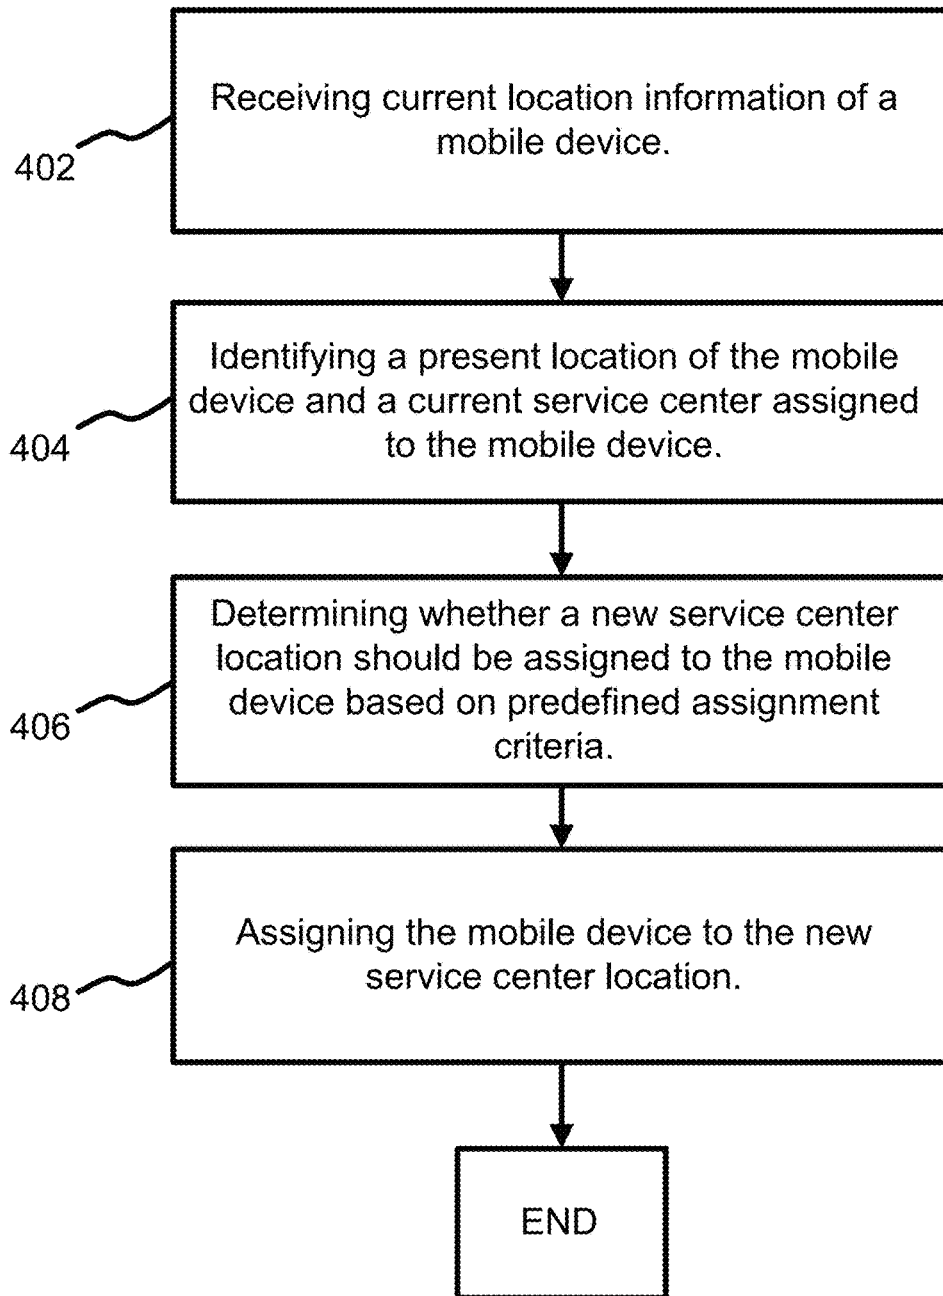 Receiving current location information of a
mobile device.
402
Identifying a present location of the mobile
device and a current service center assigned
to the mobile device.
404
Determining whether a new service center
location should be assigned to the mobile
device based on predefined assignment
criteria.
406
Assigning the mobile device to the new
service center location.
408
END